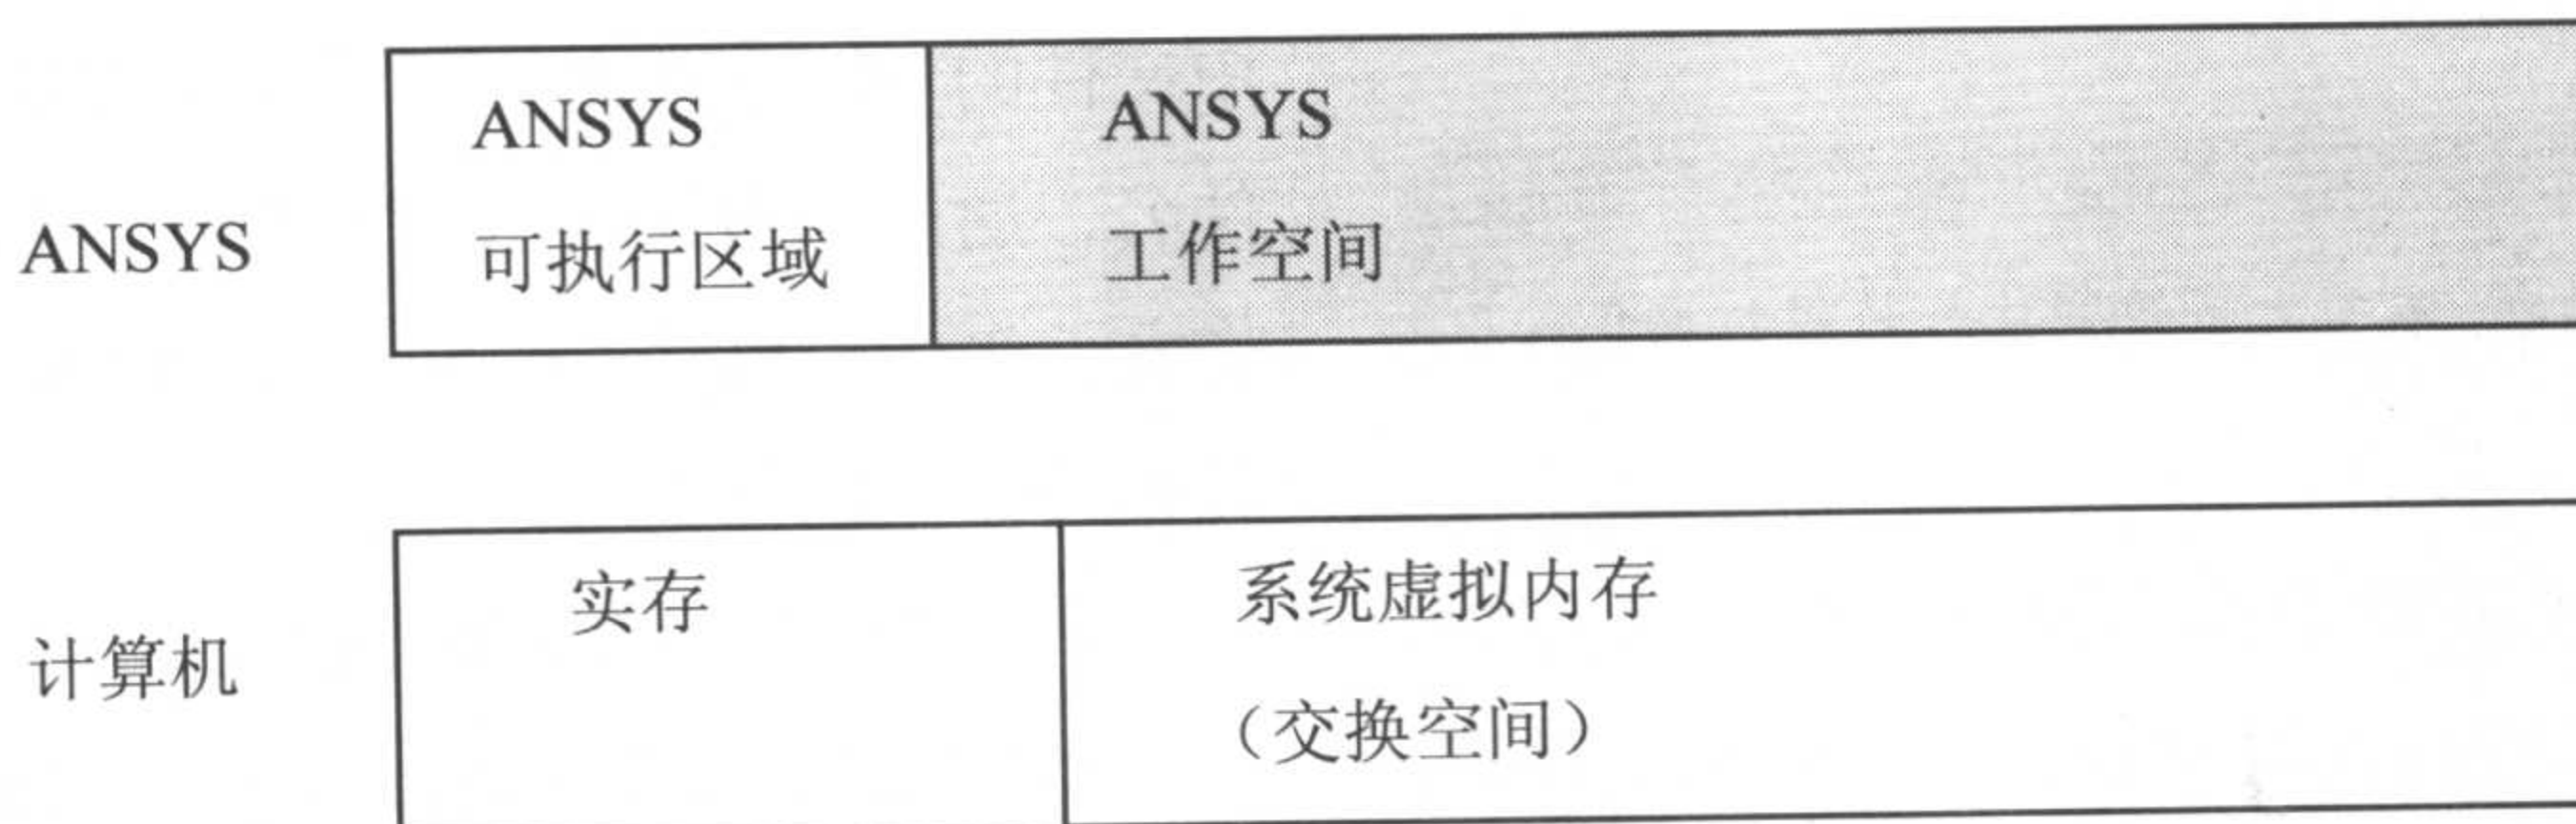 ANSYS
ANSYS
可执行区域
ANSYS
工作空间
计算机
实存
系统虚拟内存
（交换空间）